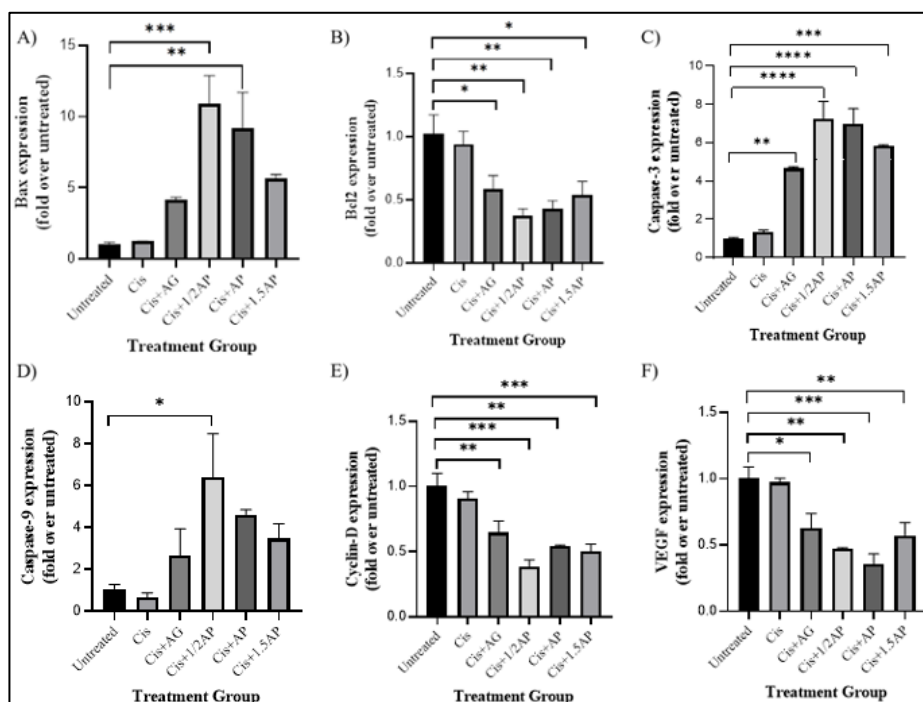 A)
***
**
15
10
5
0
Bax expression
(fold over untreated)
Untreated
Cis
Cis+AG
Cis+1/2AP
Cis+AP
Cis+1.5AP
Treatment Group
B)
*
**
**
*
1.5
1.0
0.5
0.0
Bcl2 expression
(fold over untreated)
Untreated
Cis
Cis+AG
Cis+1/2AP
Cis+AP
Cis+1.5AP
Treatment Group
C)
***
****
****
**
10
8
6
4
2
0
Caspase-3 expression
(fold over untreated)
Untreated
Cis
Cis+AG
Cis+1/2AP
Cis+AP
Cis+1.5AP
Treatment Group
D)
*
10
8
6
4
2
0
Caspase-9 expression
(fold over untreated)
Untreated
Cis
Cis+AG
Cis+1/2AP
Cis+AP
Cis+1.5AP
Treatment Group
E)
***
**
***
**
1.5
1.0
0.5
0.0
Cyclin-D expression
(fold over untreated)
Untreated
Cis
Cis+AG
Cis+1/2AP
Cis+AP
Cis+1.5AP
Treatment Group
F)
**
***
**
*
1.5
1.0
0.5
0.0
VEGF expression
(fold over untreated)
Untreated
Cis
Cis+AG
Cis+1/2AP
Cis+AP
Cis+1.5AP
Treatment Group